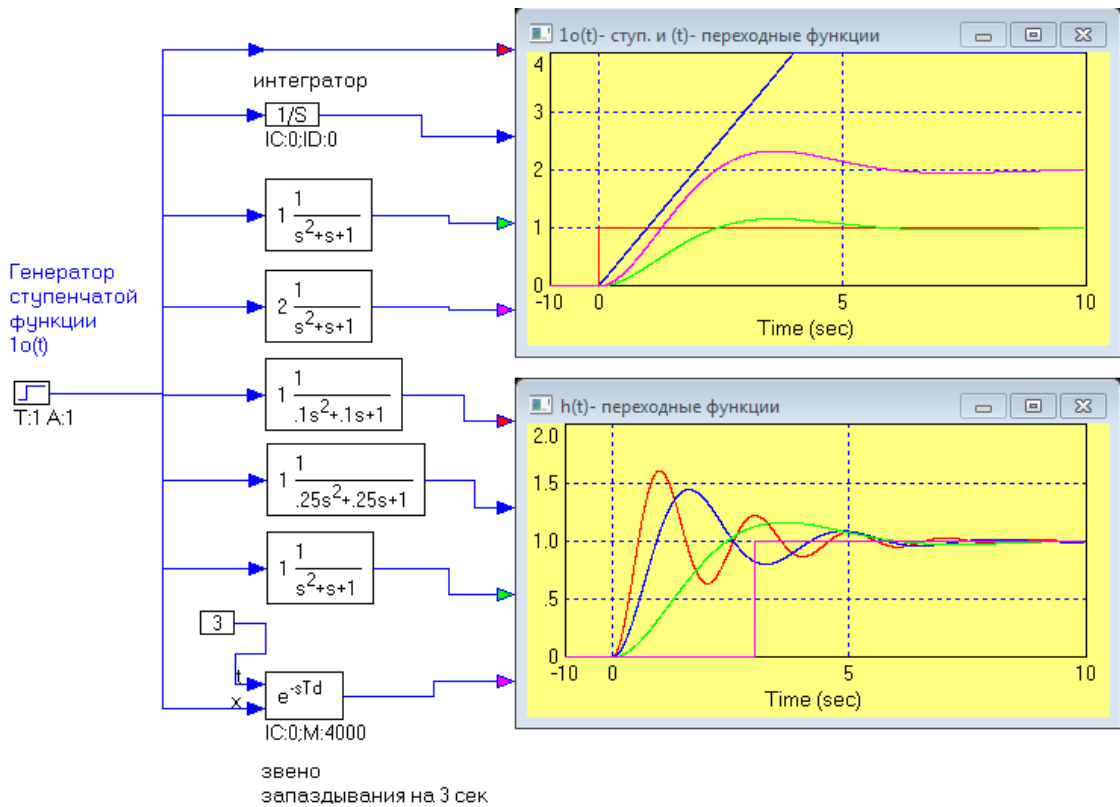 1o(t)- ступ. и (t)- переходные функции
4
3
2
1
0
-10
0
5
10
Time (sec)
интегратор
1/S
IC:0;ID:0
1 1
s²+s+1
2 1
s²+s+1
Генератор
ступенчатой
функции
1o(t)
T:1 A:1
1 1
.1s²+.1s+1
1 1
.25s²+.25s+1
1 1
s²+s+1
3
t
x
e^-sTd
IC:0;M:4000
звено
запаздывания на 3 сек
h(t)- переходные функции
2.0
1.5
1.0
.5
0
-10
0
5
10
Time (sec)